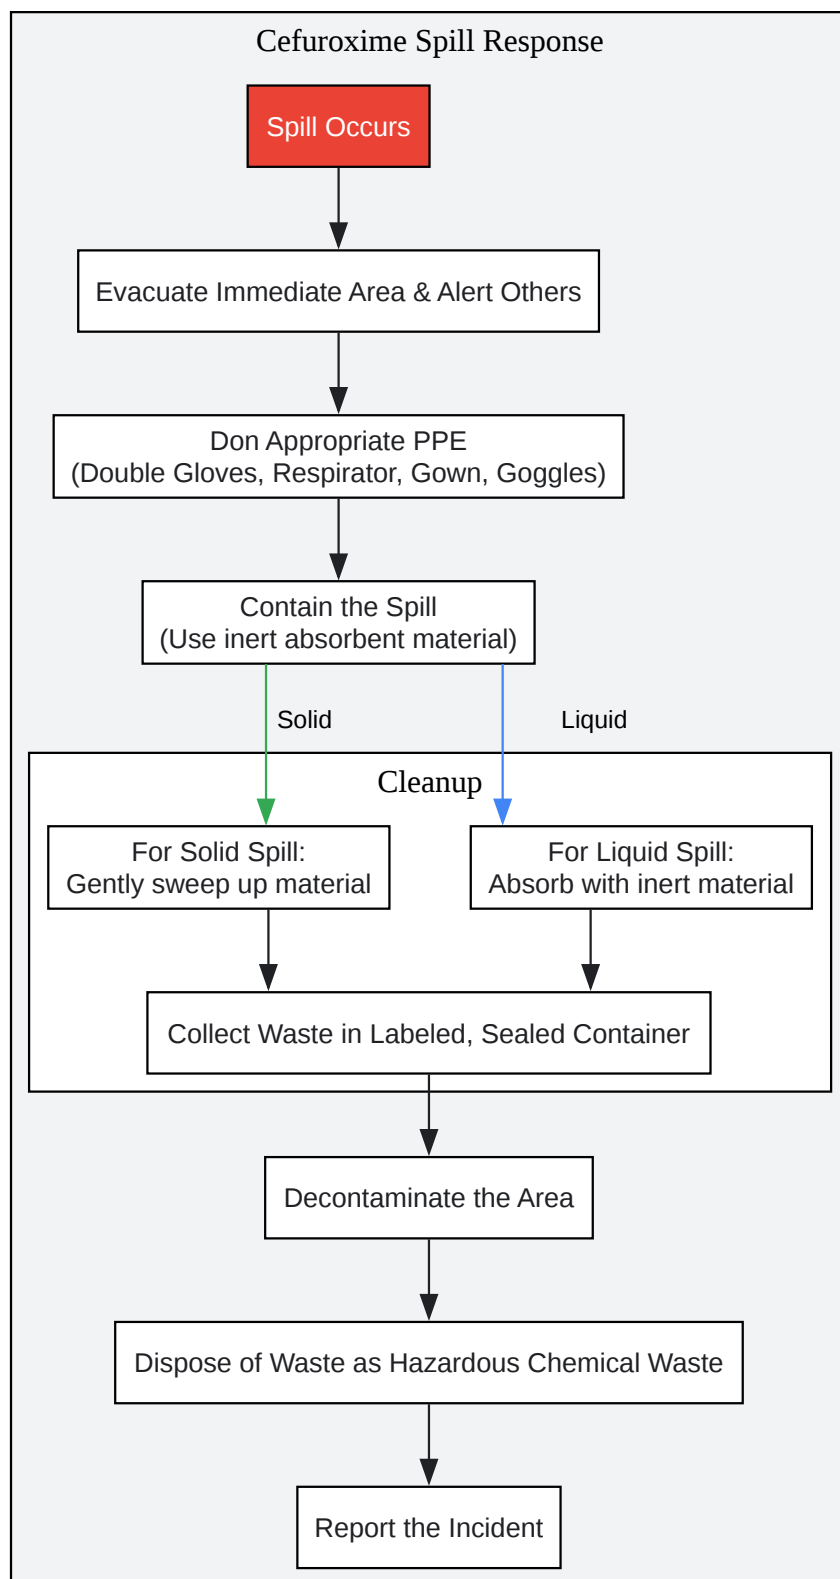 Cefuroxime Spill Response
Spill Occurs
Evacuate Immediate Area & Alert Others
Don Appropriate PPE
(Double Gloves, Respirator, Gown, Goggles)
Contain the Spill
(Use inert absorbent material)
Solid
Liquid
Cleanup
For Solid Spill:
Gently sweep up material
For Liquid Spill:
Absorb with inert material
Collect Waste in Labeled, Sealed Container
Decontaminate the Area
Dispose of Waste as Hazardous Chemical Waste
Report the Incident